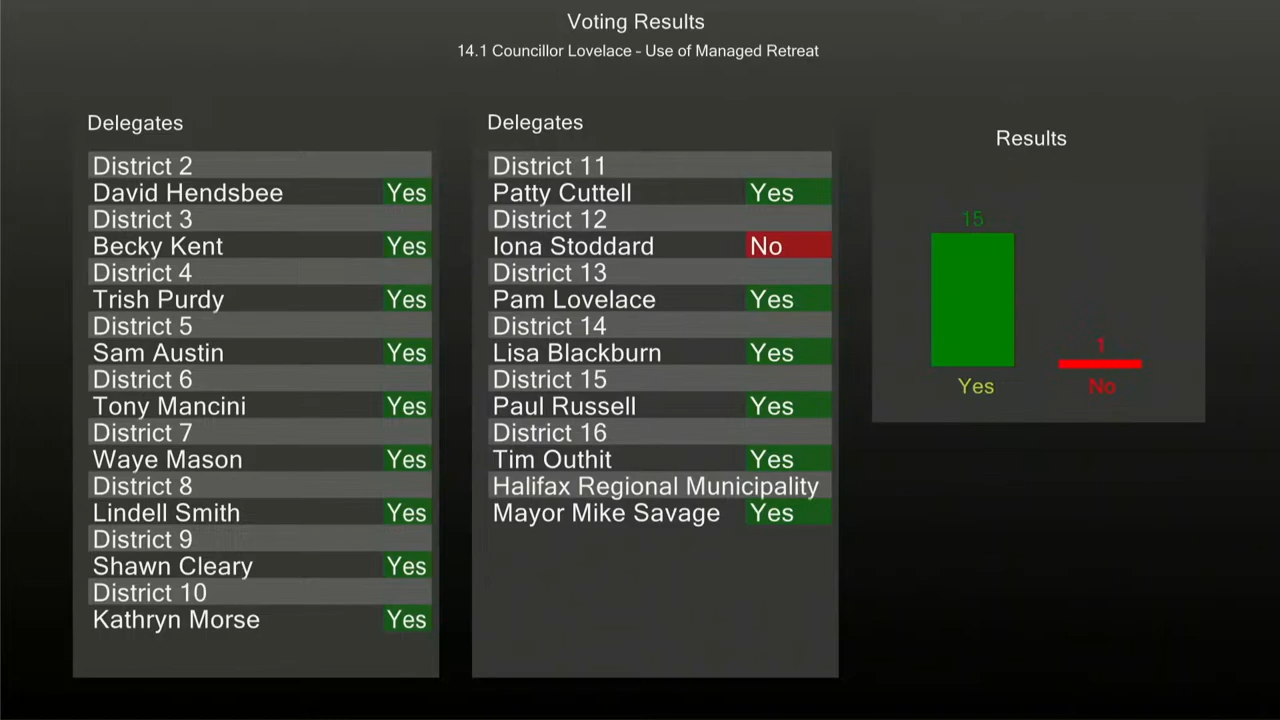 Voting Results
14.1 Councillor Lovelace - Use of Managed Retreat
Delegates
District 2
David Hendsbee Yes
District 3
Becky Kent Yes
District 4
Trish Purdy Yes
District 5
Sam Austin Yes
District 6
Tony Mancini Yes
District 7
Waye Mason Yes
District 8
Lindell Smith Yes
District 9
Shawn Cleary Yes
District 10
Kathryn Morse Yes
Delegates
District 11
Patty Cuttell Yes
District 12
Iona Stoddard No
District 13
Pam Lovelace Yes
District 14
Lisa Blackburn Yes
District 15
Paul Russell Yes
District 16
Tim Outhit Yes
Halifax Regional Municipality
Mayor Mike Savage Yes
Results
15
1
Yes No